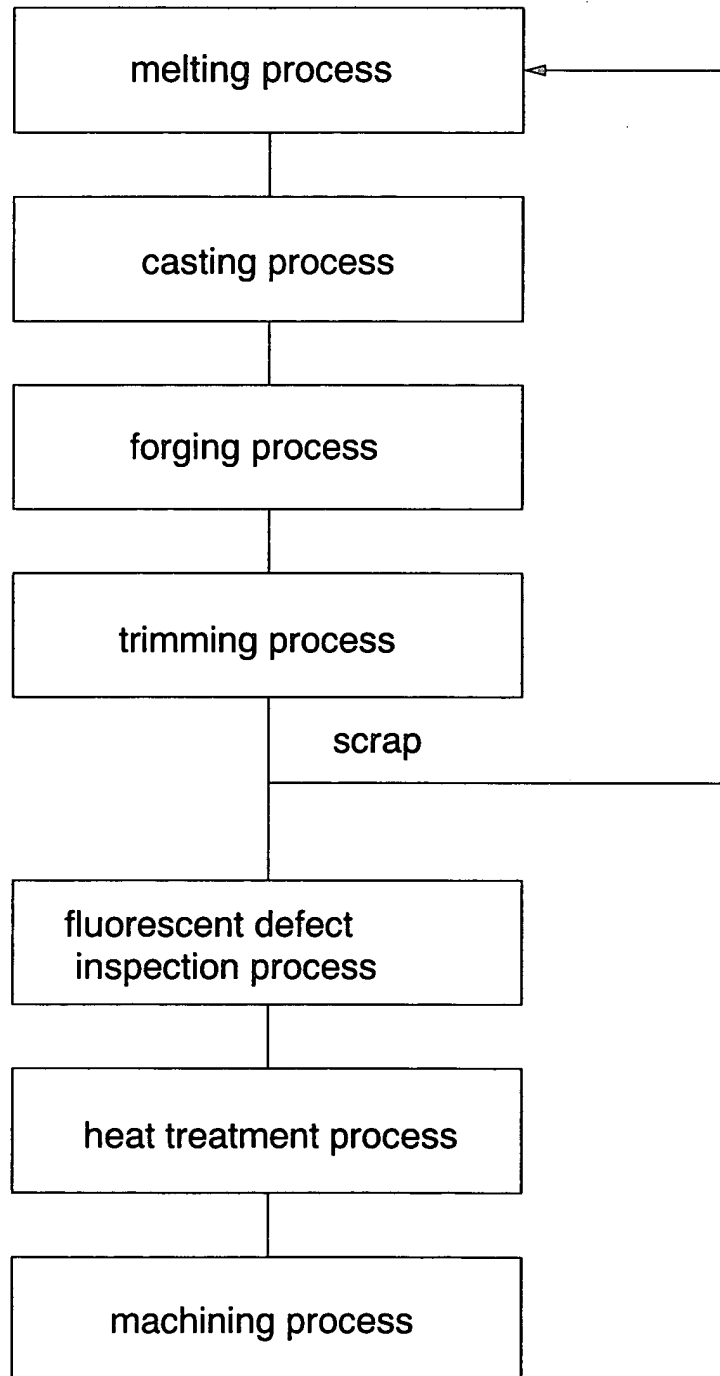 melting process
casting process
forging process
trimming process
scrap
fluorescent defect
inspection process
heat treatment process
machining process